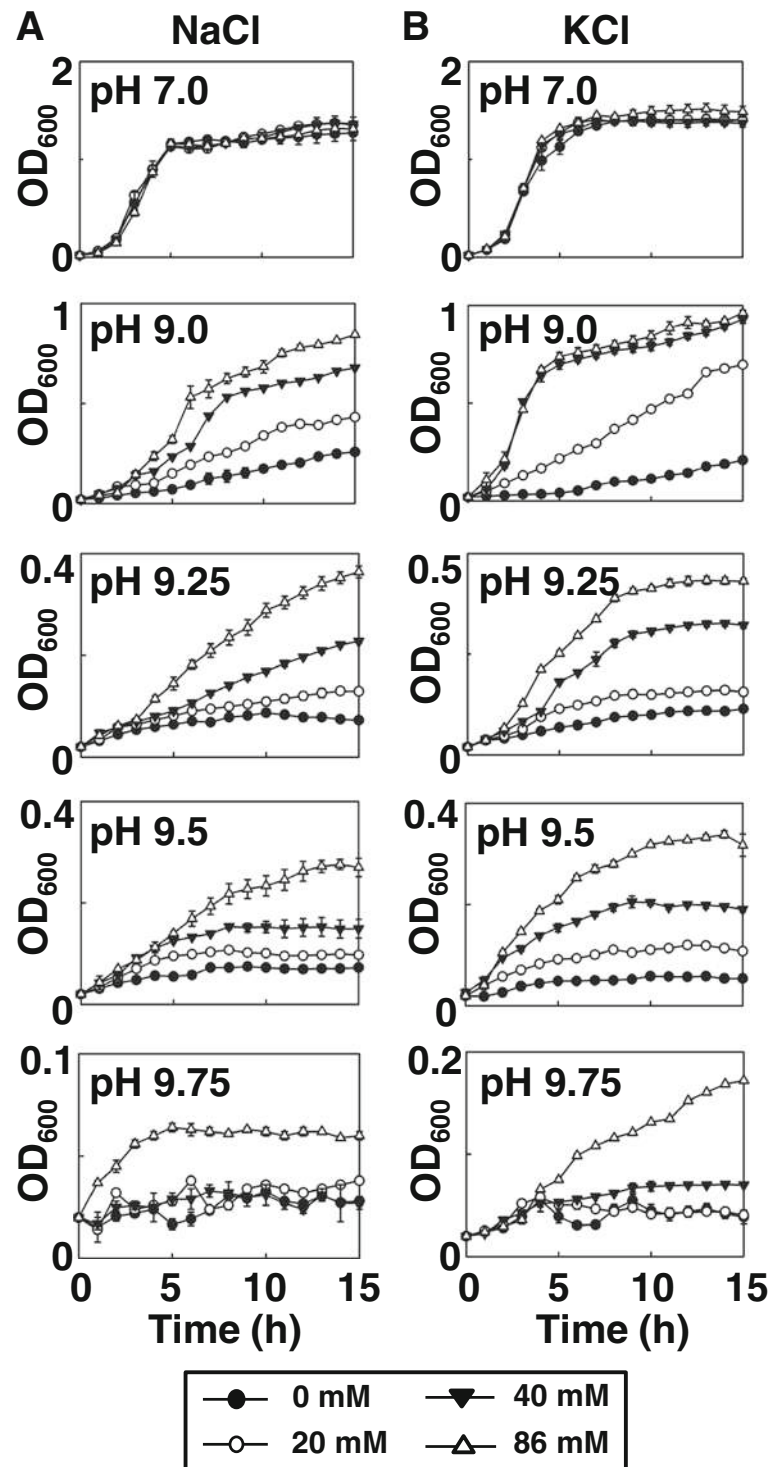 A NaCl B KCl
2 pH 7.0 OD600 0
2 pH 7.0 OD600 0
1 pH 9.0 OD600 0
1 pH 9.0 OD600 0
0.4 pH 9.25 OD600 0
0.5 pH 9.25 OD600 0
0.4 pH 9.5 OD600 0
0.4 pH 9.5 OD600 0
0.1 pH 9.75 OD600 0
0.2 pH 9.75 OD600 0
0 5 10 15 0 5 10 15
Time (h) Time (h)
0 mM 40 mM
20 mM 86 mM